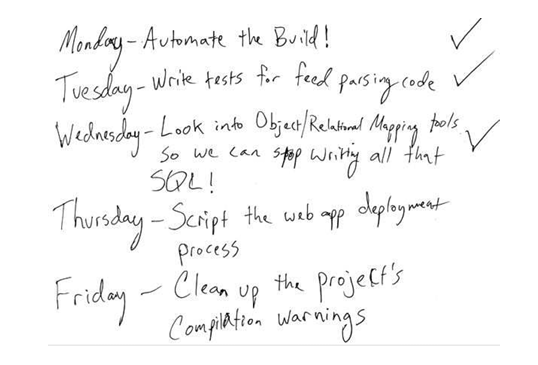 Monday - Automate the Build! ✓
Tuesday - Write tests for feed parsing code ✓
Wednesday - Look into Object/Relational Mapping tools ✓
so we can stop writing all that
SQL!
Thursday - Script the web app deployment
process
Friday - Clean up the project's
Compilation warnings